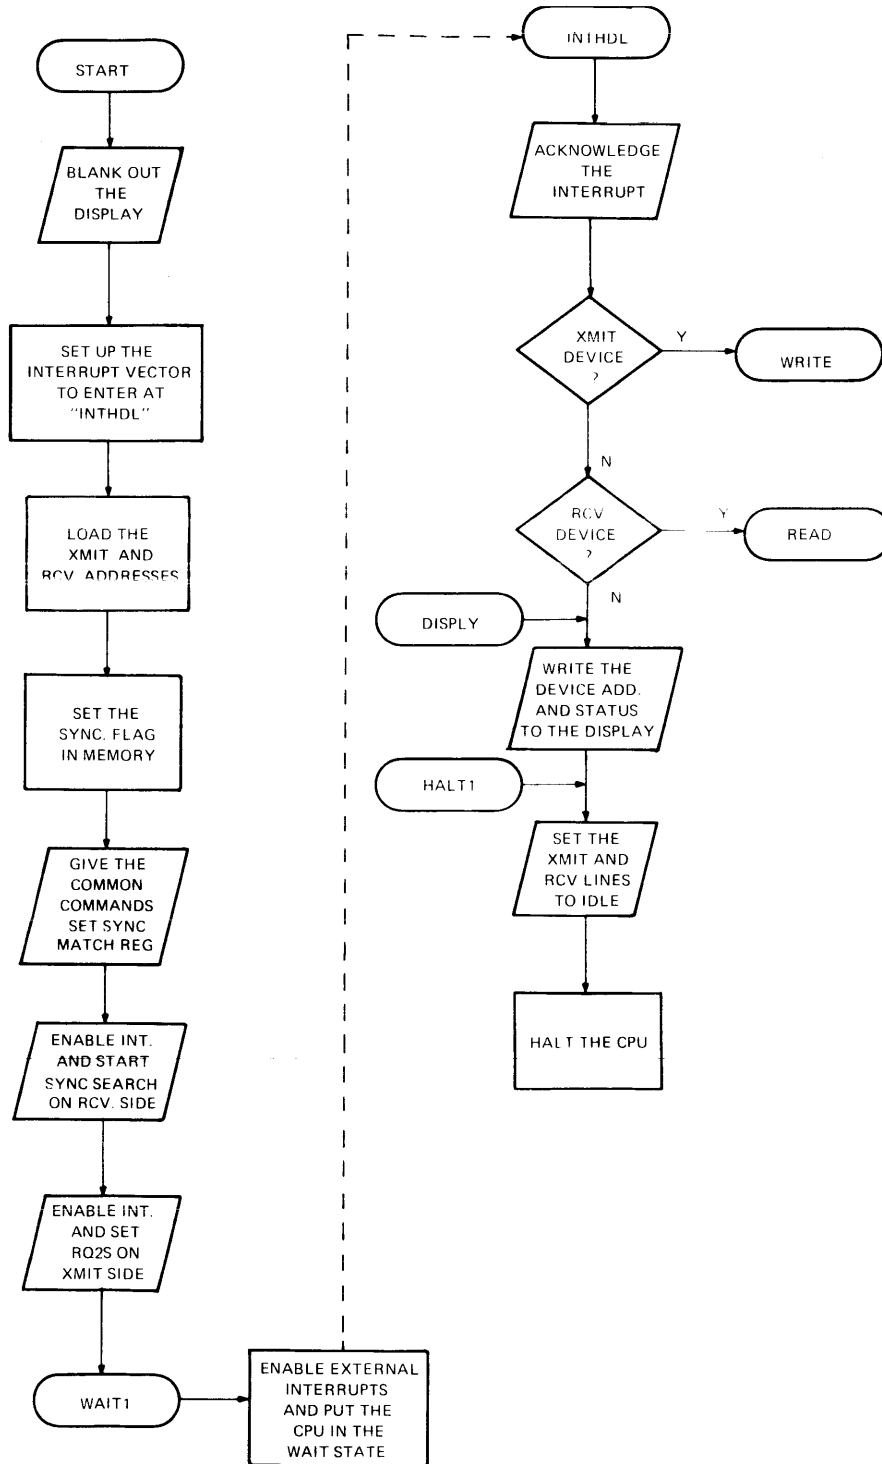 START
BLANK OUT
THE
DISPLAY
SET UP THE
INTERRUPT VECTOR
TO ENTER AT
"INTHDL"
LOAD THE
XMIT AND
RCV. ADDRESSES
SET THE
SYNC. FLAG
IN MEMORY
GIVE THE
COMMON
COMMANDS
SET SYNC
MATCH REG
ENABLE INT.
AND START
SYNC SEARCH
ON RCV. SIDE
ENABLE INT.
AND SET
RQ2S ON
XMIT SIDE
WAIT1
ENABLE EXTERNAL
INTERRUPTS
AND PUT THE
CPU IN THE
WAIT STATE
INTHDL
ACKNOWLEDGE
THE
INTERRUPT
XMIT
DEVICE
?
Y
WRITE
N
RCV
DEVICE
?
Y
READ
N
DISPLY
WRITE THE
DEVICE ADD.
AND STATUS
TO THE DISPLAY
HALT1
SET THE
XMIT AND
RCV LINES
TO IDLE
HALT THE CPU